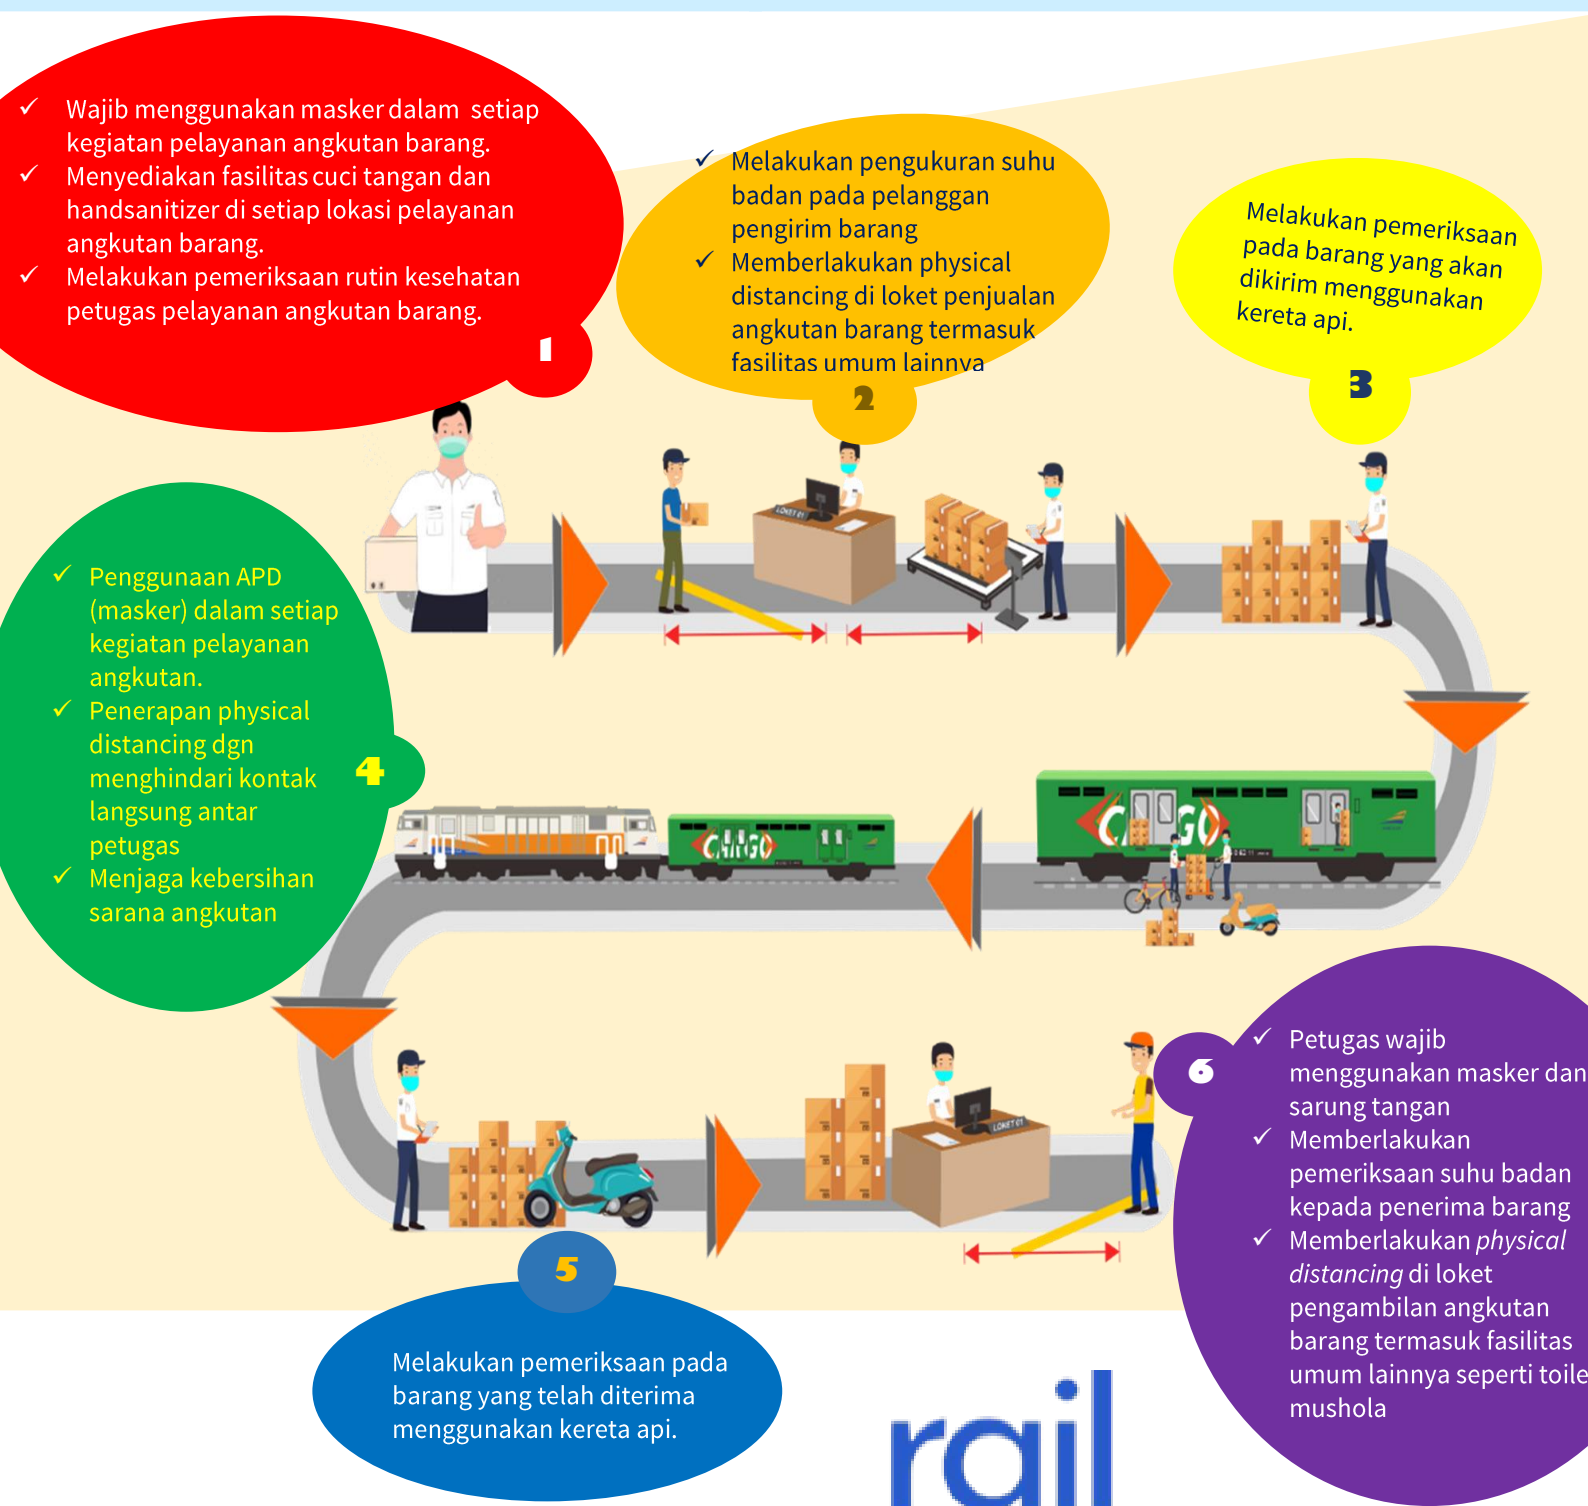 ✓ Wajib menggunakan masker dalam setiap
kegiatan pelayanan angkutan barang.
✓ Menyediakan fasilitas cuci tangan dan
handsanitizer di setiap lokasi pelayanan
angkutan barang.
✓ Melakukan pemeriksaan rutin kesehatan
petugas pelayanan angkutan barang.
1
✓ Melakukan pengukuran suhu
badan pada pelanggan
pengirim barang
✓ Memberlakukan physical
distancing di loket penjualan
angkutan barang termasuk
fasilitas umum lainnya
2
Melakukan pemeriksaan
pada barang yang akan
dikirim menggunakan
kereta api.
3
LOKET 01
✓ Penggunaan APD
(masker) dalam setiap
kegiatan pelayanan
angkutan.
✓ Penerapan physical
distancing dgn
menghindari kontak
langsung antar
petugas
✓ Menjaga kebersihan
sarana angkutan
4
CARGO
CARGO
LOKET 01
5
Melakukan pemeriksaan pada
barang yang telah diterima
menggunakan kereta api.
6
✓ Petugas wajib
menggunakan masker dan
sarung tangan
✓ Memberlakukan
pemeriksaan suhu badan
kepada penerima barang
✓ Memberlakukan physical
distancing di loket
pengambilan angkutan
barang termasuk fasilitas
umum lainnya seperti toile
mushola
rail